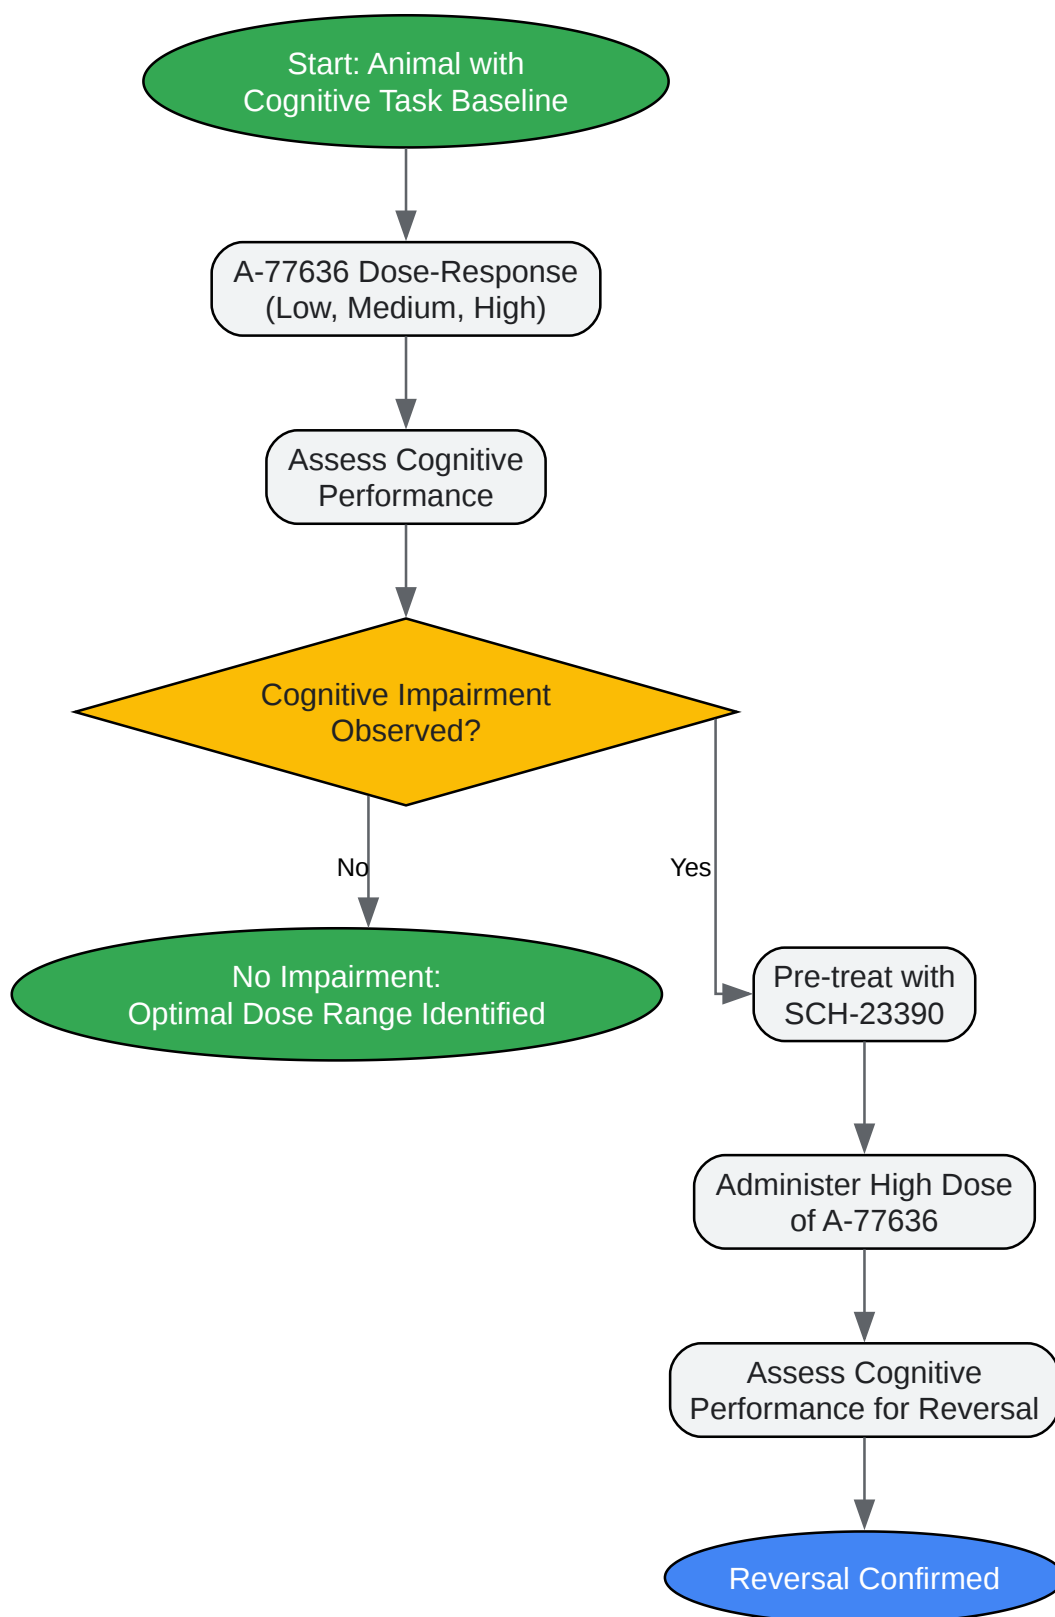 Start: Animal with
Cognitive Task Baseline
A-77636 Dose-Response
(Low, Medium, High)
Assess Cognitive
Performance
Cognitive Impairment
Observed?
No
Yes
No Impairment:
Optimal Dose Range Identified
Pre-treat with
SCH-23390
Administer High Dose
of A-77636
Assess Cognitive
Performance for Reversal
Reversal Confirmed